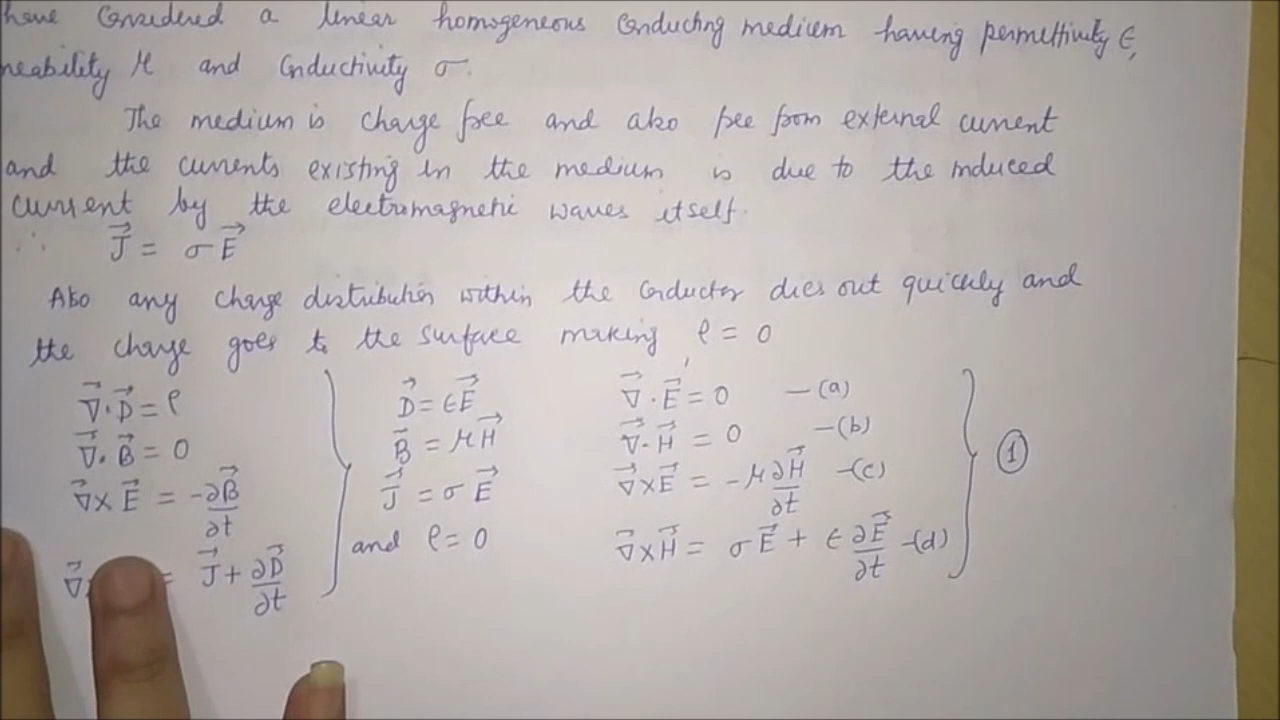 have Considered a linear homogeneous Conducting medium having permittivity ϵ,
meability μ and Conductivity σ.
The medium is charge free and also free from external current
and the currents existing in the medium is due to the induced
current by the electromagnetic waves itself.
∴ J⃗ = σE⃗
Also any charge distribution within the conductor dies out quickly and
the charge goes to the surface making ρ = 0
∇⃗·D⃗ = ρ
∇⃗·B⃗ = 0
∇⃗×E⃗ = -∂B⃗/∂t
= J⃗ + ∂D⃗/∂t
D⃗ = ϵE⃗
B⃗ = μH⃗
J⃗ = σE⃗
and ρ = 0
∇⃗·E⃗ = 0 —(a)
∇⃗·H⃗ = 0 —(b)
∇⃗×E⃗ = -μ∂H⃗/∂t —(c)
∇⃗×H⃗ = σE⃗ + ϵ∂E⃗/∂t —(d)
①